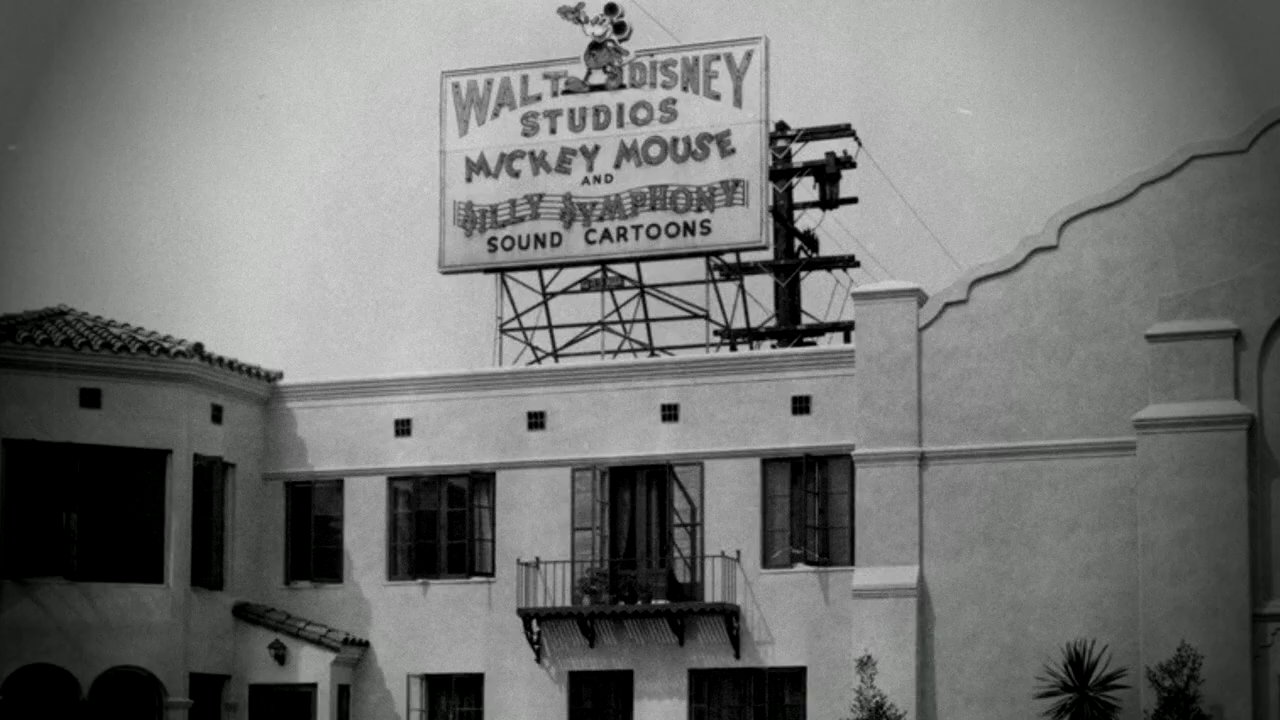 WALT DISNEY
STUDIOS
MICKEY MOUSE
AND
SILLY SYMPHONY
SOUND CARTOONS